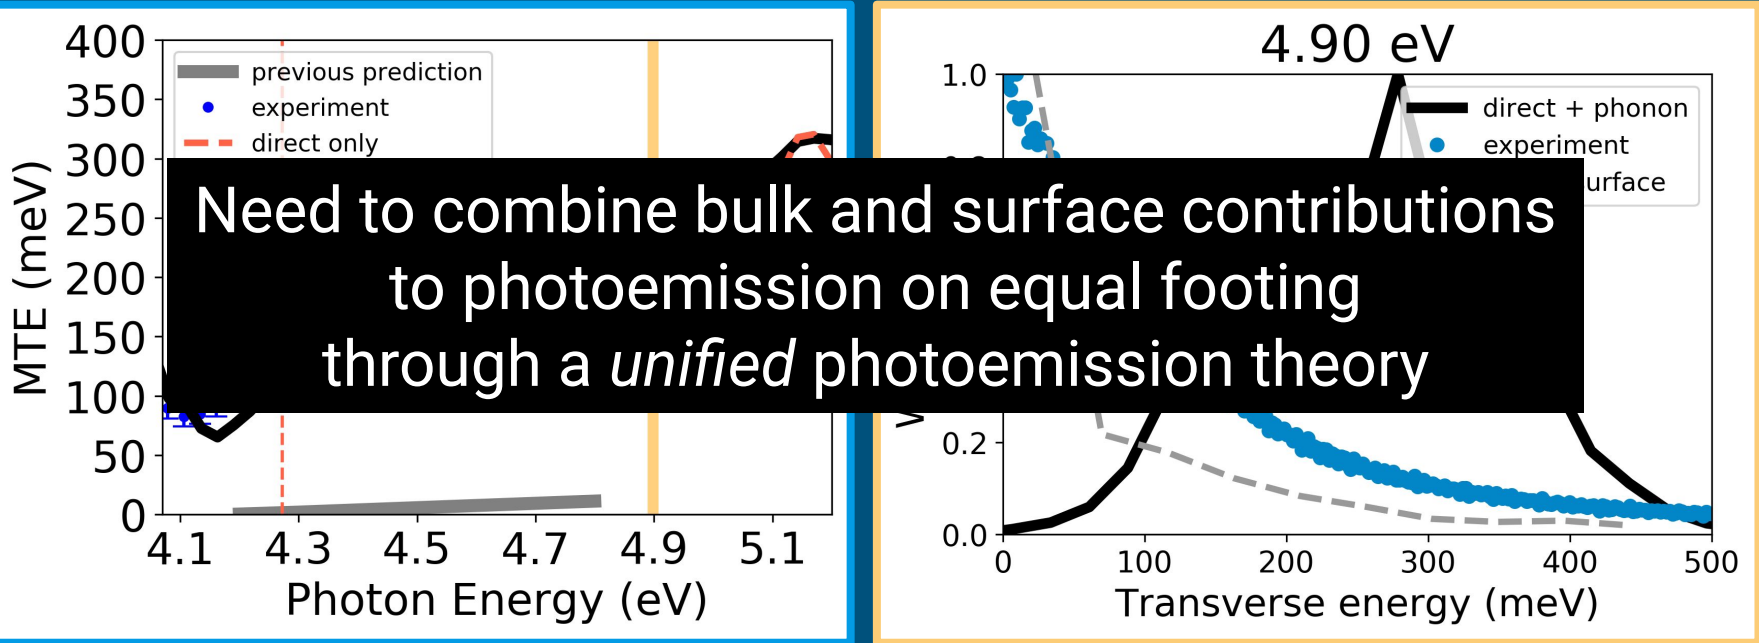 400
350
300
250
200
150
100
50
0
MTE (meV)
previous prediction
experiment
direct only
4.1 4.3 4.5 4.7 4.9 5.1
Photon Energy (eV)
Need to combine bulk and surface contributions
to photoemission on equal footing
through a unified photoemission theory
4.90 eV
1.0
0.2
0.0
direct + phonon
experiment
0 100 200 300 400 500
Transverse energy (meV)